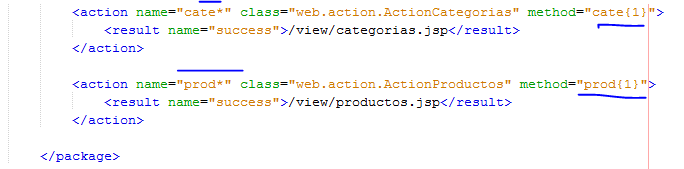 <action name="cate*" class="web.action.ActionCategorias" method="cate{1}">
<result name="success">/view/categorias.jsp</result>
</action>
<action name="prod*" class="web.action.ActionProductos" method="prod{1}">
<result name="success">/view/productos.jsp</result>
</action>
</package>